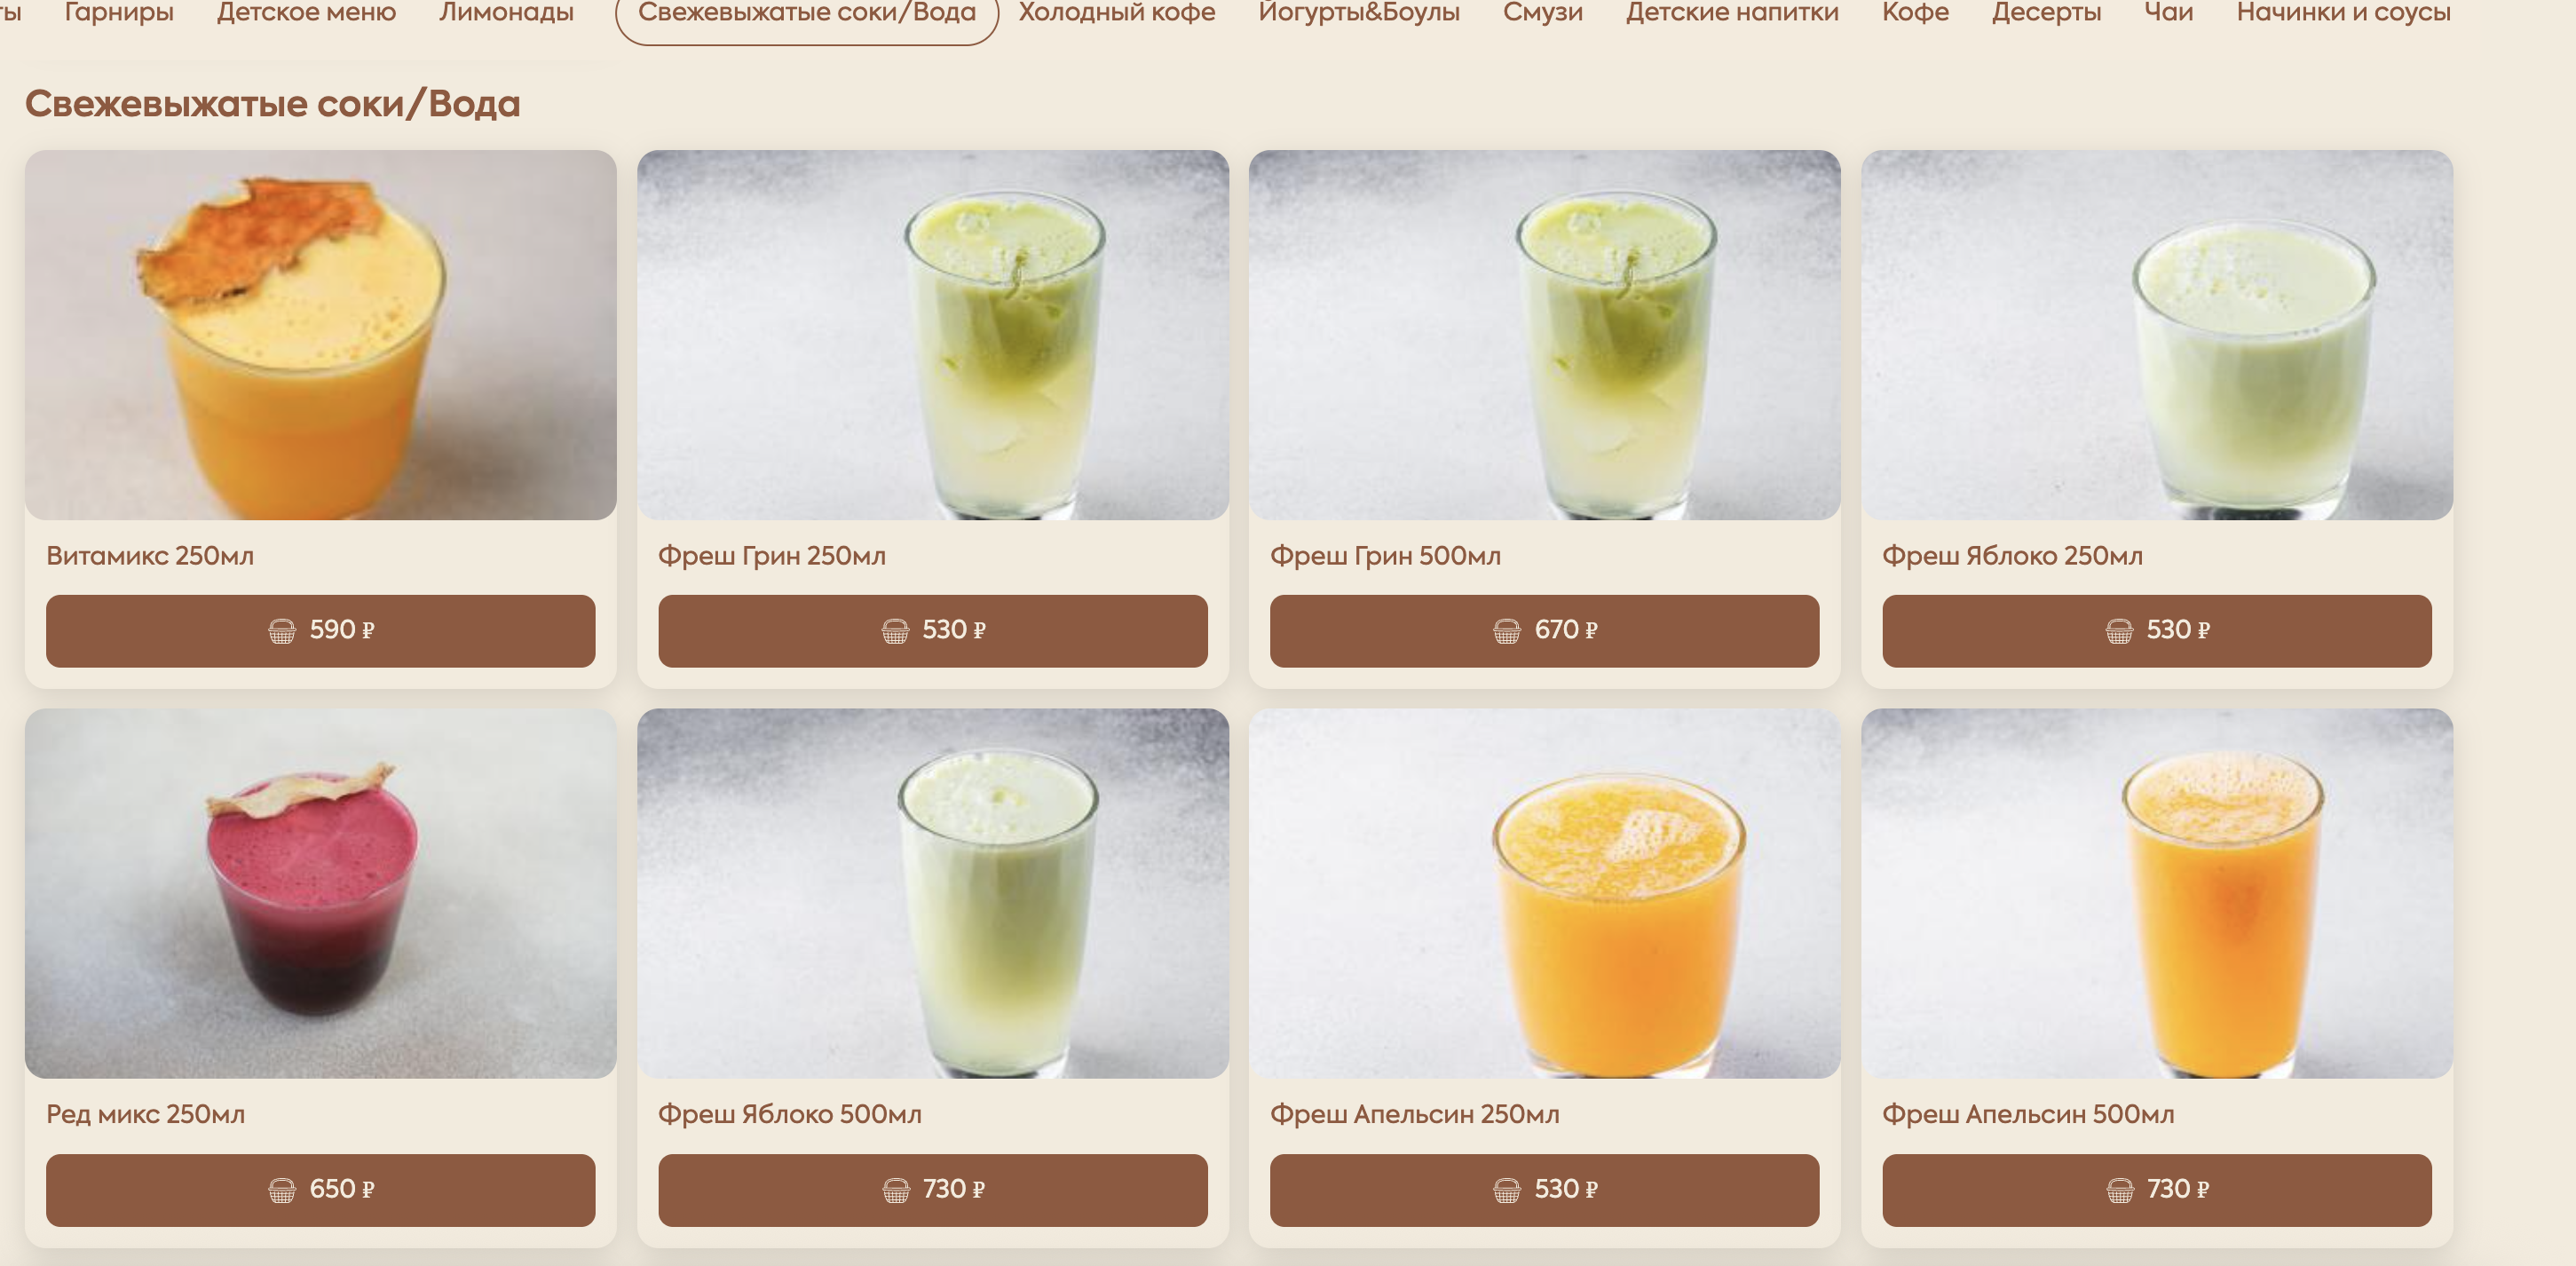 Гарниры Детское меню Лимонады Свежевыжатые соки/Вода Холодный кофе Йогурты&Боулы Смузи Детские напитки Кофе Десерты Чаи Начинки и соусы
Свежевыжатые соки/Вода
Витамикс 250мл
590 ₽
Фреш Грин 250мл
530 ₽
Фреш Грин 500мл
670 ₽
Фреш Яблоко 250мл
530 ₽
Ред микс 250мл
650 ₽
Фреш Яблоко 500мл
730 ₽
Фреш Апельсин 250мл
530 ₽
Фреш Апельсин 500мл
730 ₽